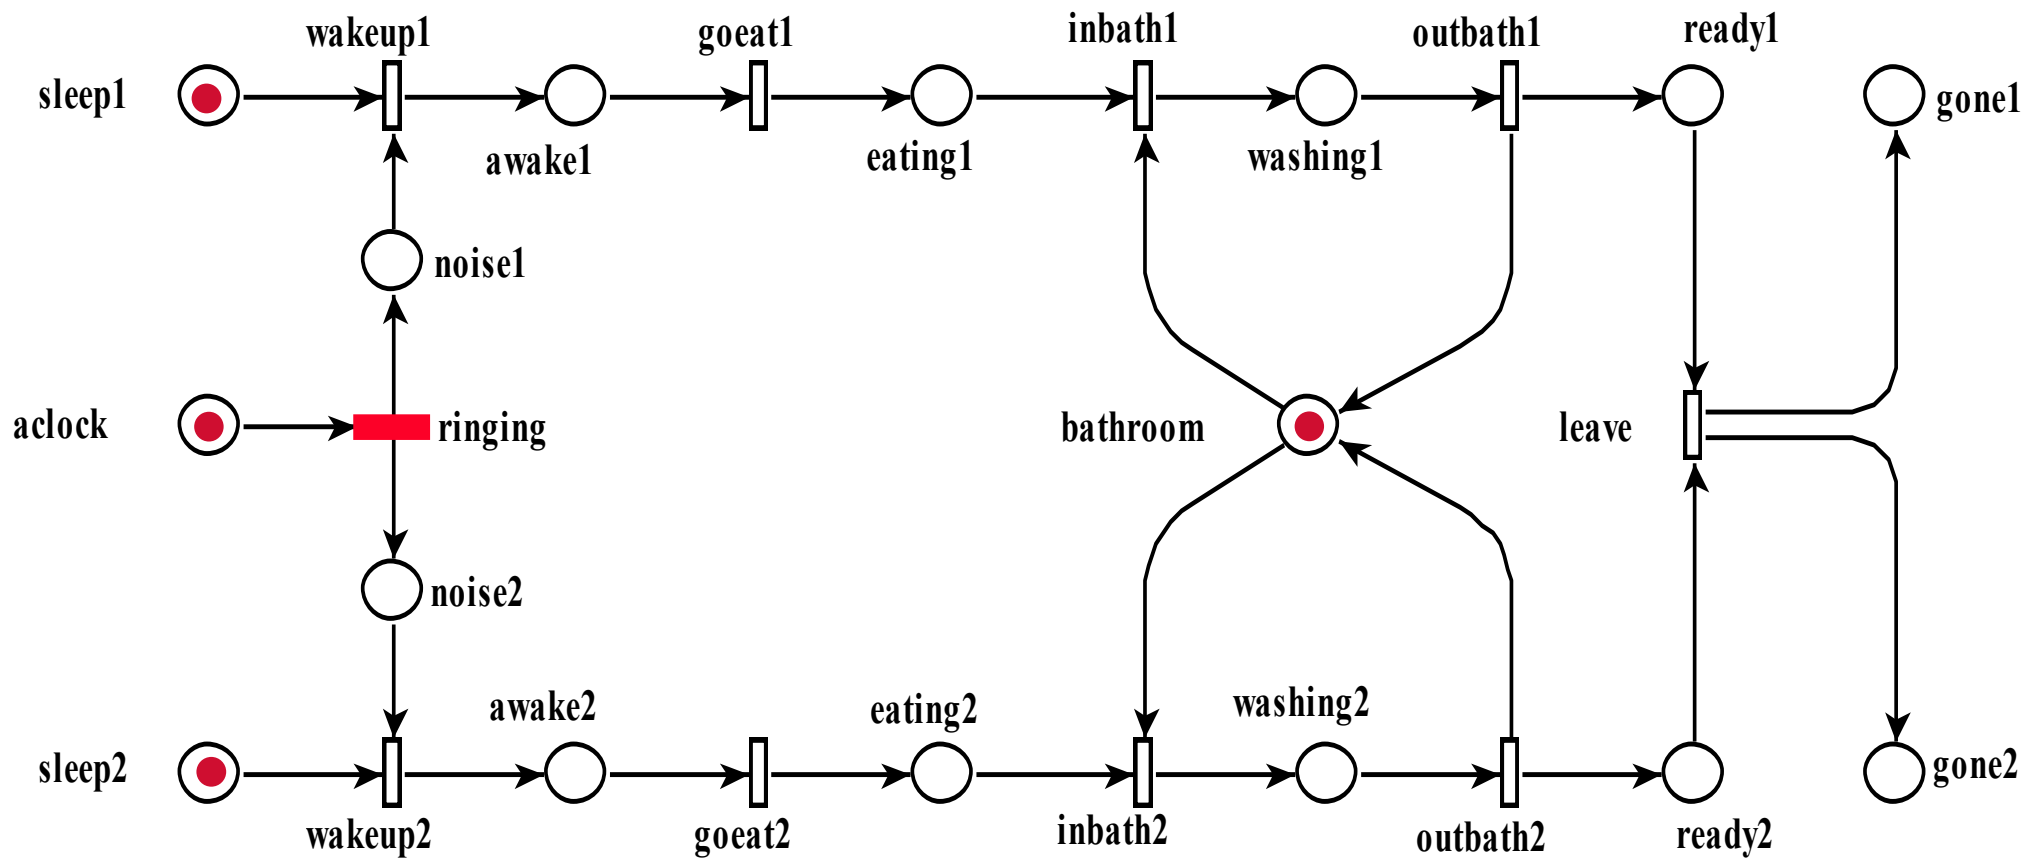 wakeup1
goeat1
inbath1
outbath1
ready1
sleep1
gone1
awake1
eating1
washing1
noise1
aclock
ringing
bathroom
leave
noise2
awake2
eating2
washing2
sleep2
gone2
wakeup2
goeat2
inbath2
outbath2
ready2